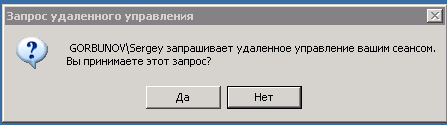 Запрос удаленного управления
GORBUNOV\Sergey запрашивает удаленное управление вашим сеансом.
Вы принимаете этот запрос?
Да
Нет